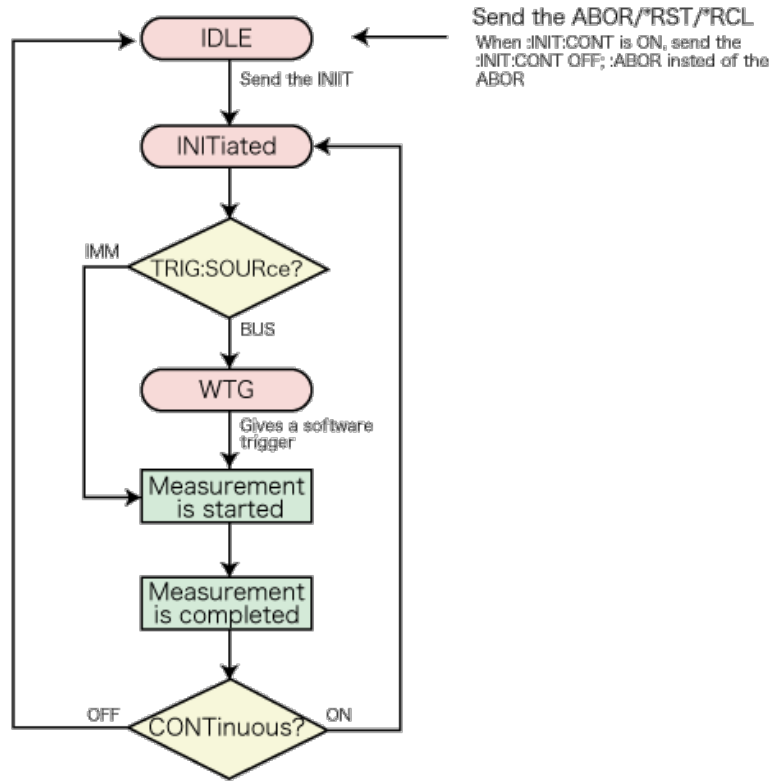 Send the ABOR/*RST/*RCL
When :INIT:CONT is ON, send the
:INIT:CONT OFF; :ABOR insted of the
ABOR
IDLE
Send the INIIT
INITiated
IMM
TRIG:SOURce?
BUS
WTG
Gives a software
trigger
Measurement
is started
Measurement
is completed
OFF
CONTinuous?
ON